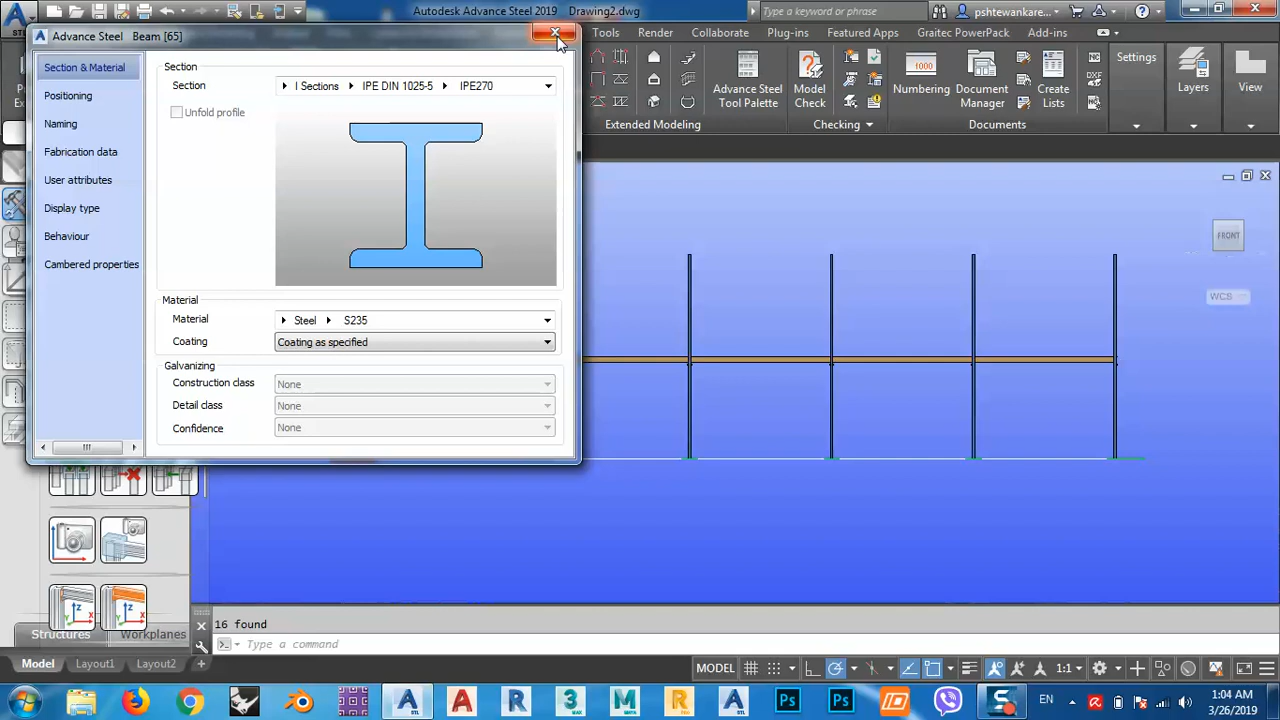 Autodesk Advance Steel 2019 Drawing2.dwg
Type a keyword or phrase
pshtewankare...
Advance Steel Beam [65]
Tools Render Collaborate Plug-ins Add-ins Featured Apps Graitec PowerPack
Section & Material
Positioning
Naming
Fabrication data
User attributes
Display type
Behaviour
Cambered properties
Section
Section I Sections IPE DIN 1025-5 IPE270
Unfold profile
Material
Material Steel S235
Coating Coating as specified
Galvanizing
Construction class None
Detail class None
Confidence None
Advance Steel
Tool Palette
Model
Check
Numbering
Document
Manager
Create
Lists
Settings
Layers
View
DXF
NC
Extended Modeling
Checking
Documents
FRONT
WCS
Structures Workplanes
16 found
Type a command
Model Layout1 Layout2 +
MODEL
1:1
EN
1:04 AM
3/26/2019